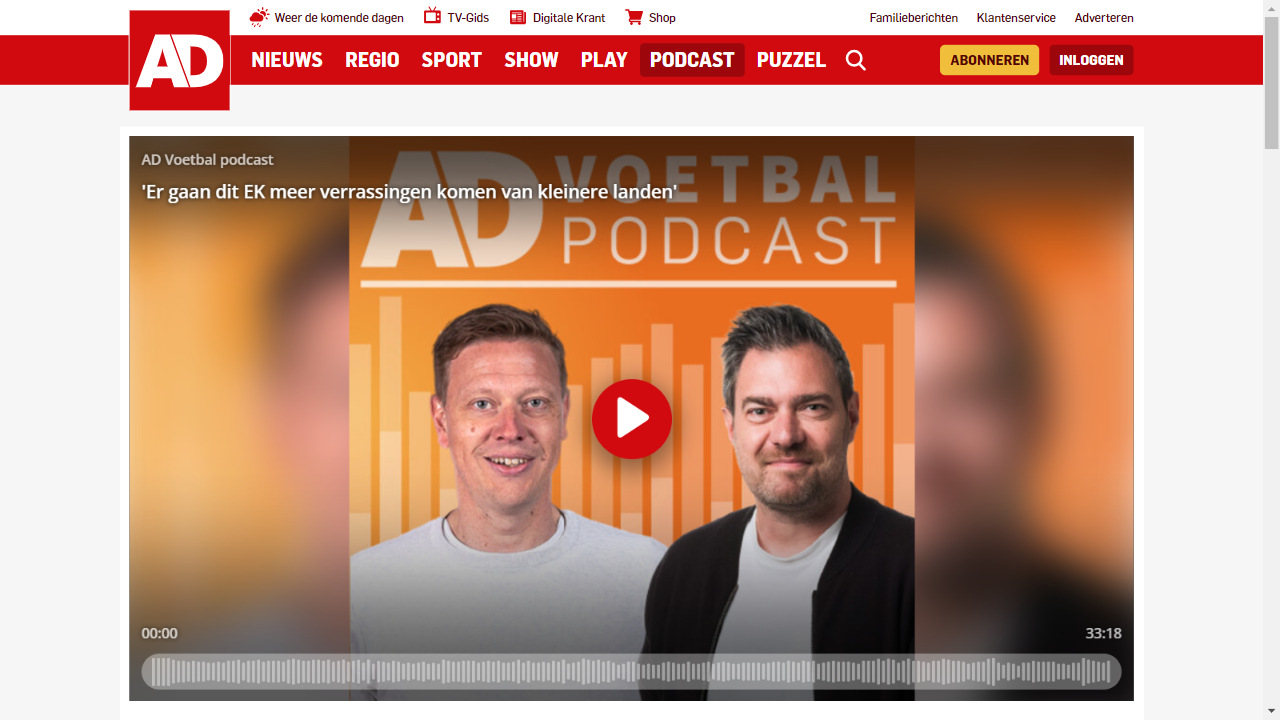 Weer de komende dagen TV-Gids Digitale Krant Shop Familieberichten Klantenservice Adverteren
AD NIEUWS REGIO SPORT SHOW PLAY PODCAST PUZZEL ABONNEREN INLOGGEN
AD Voetbal podcast
'Er gaan dit EK meer verrassingen komen van kleinere landen'
AD VOETBAL
PODCAST
00:00 33:18